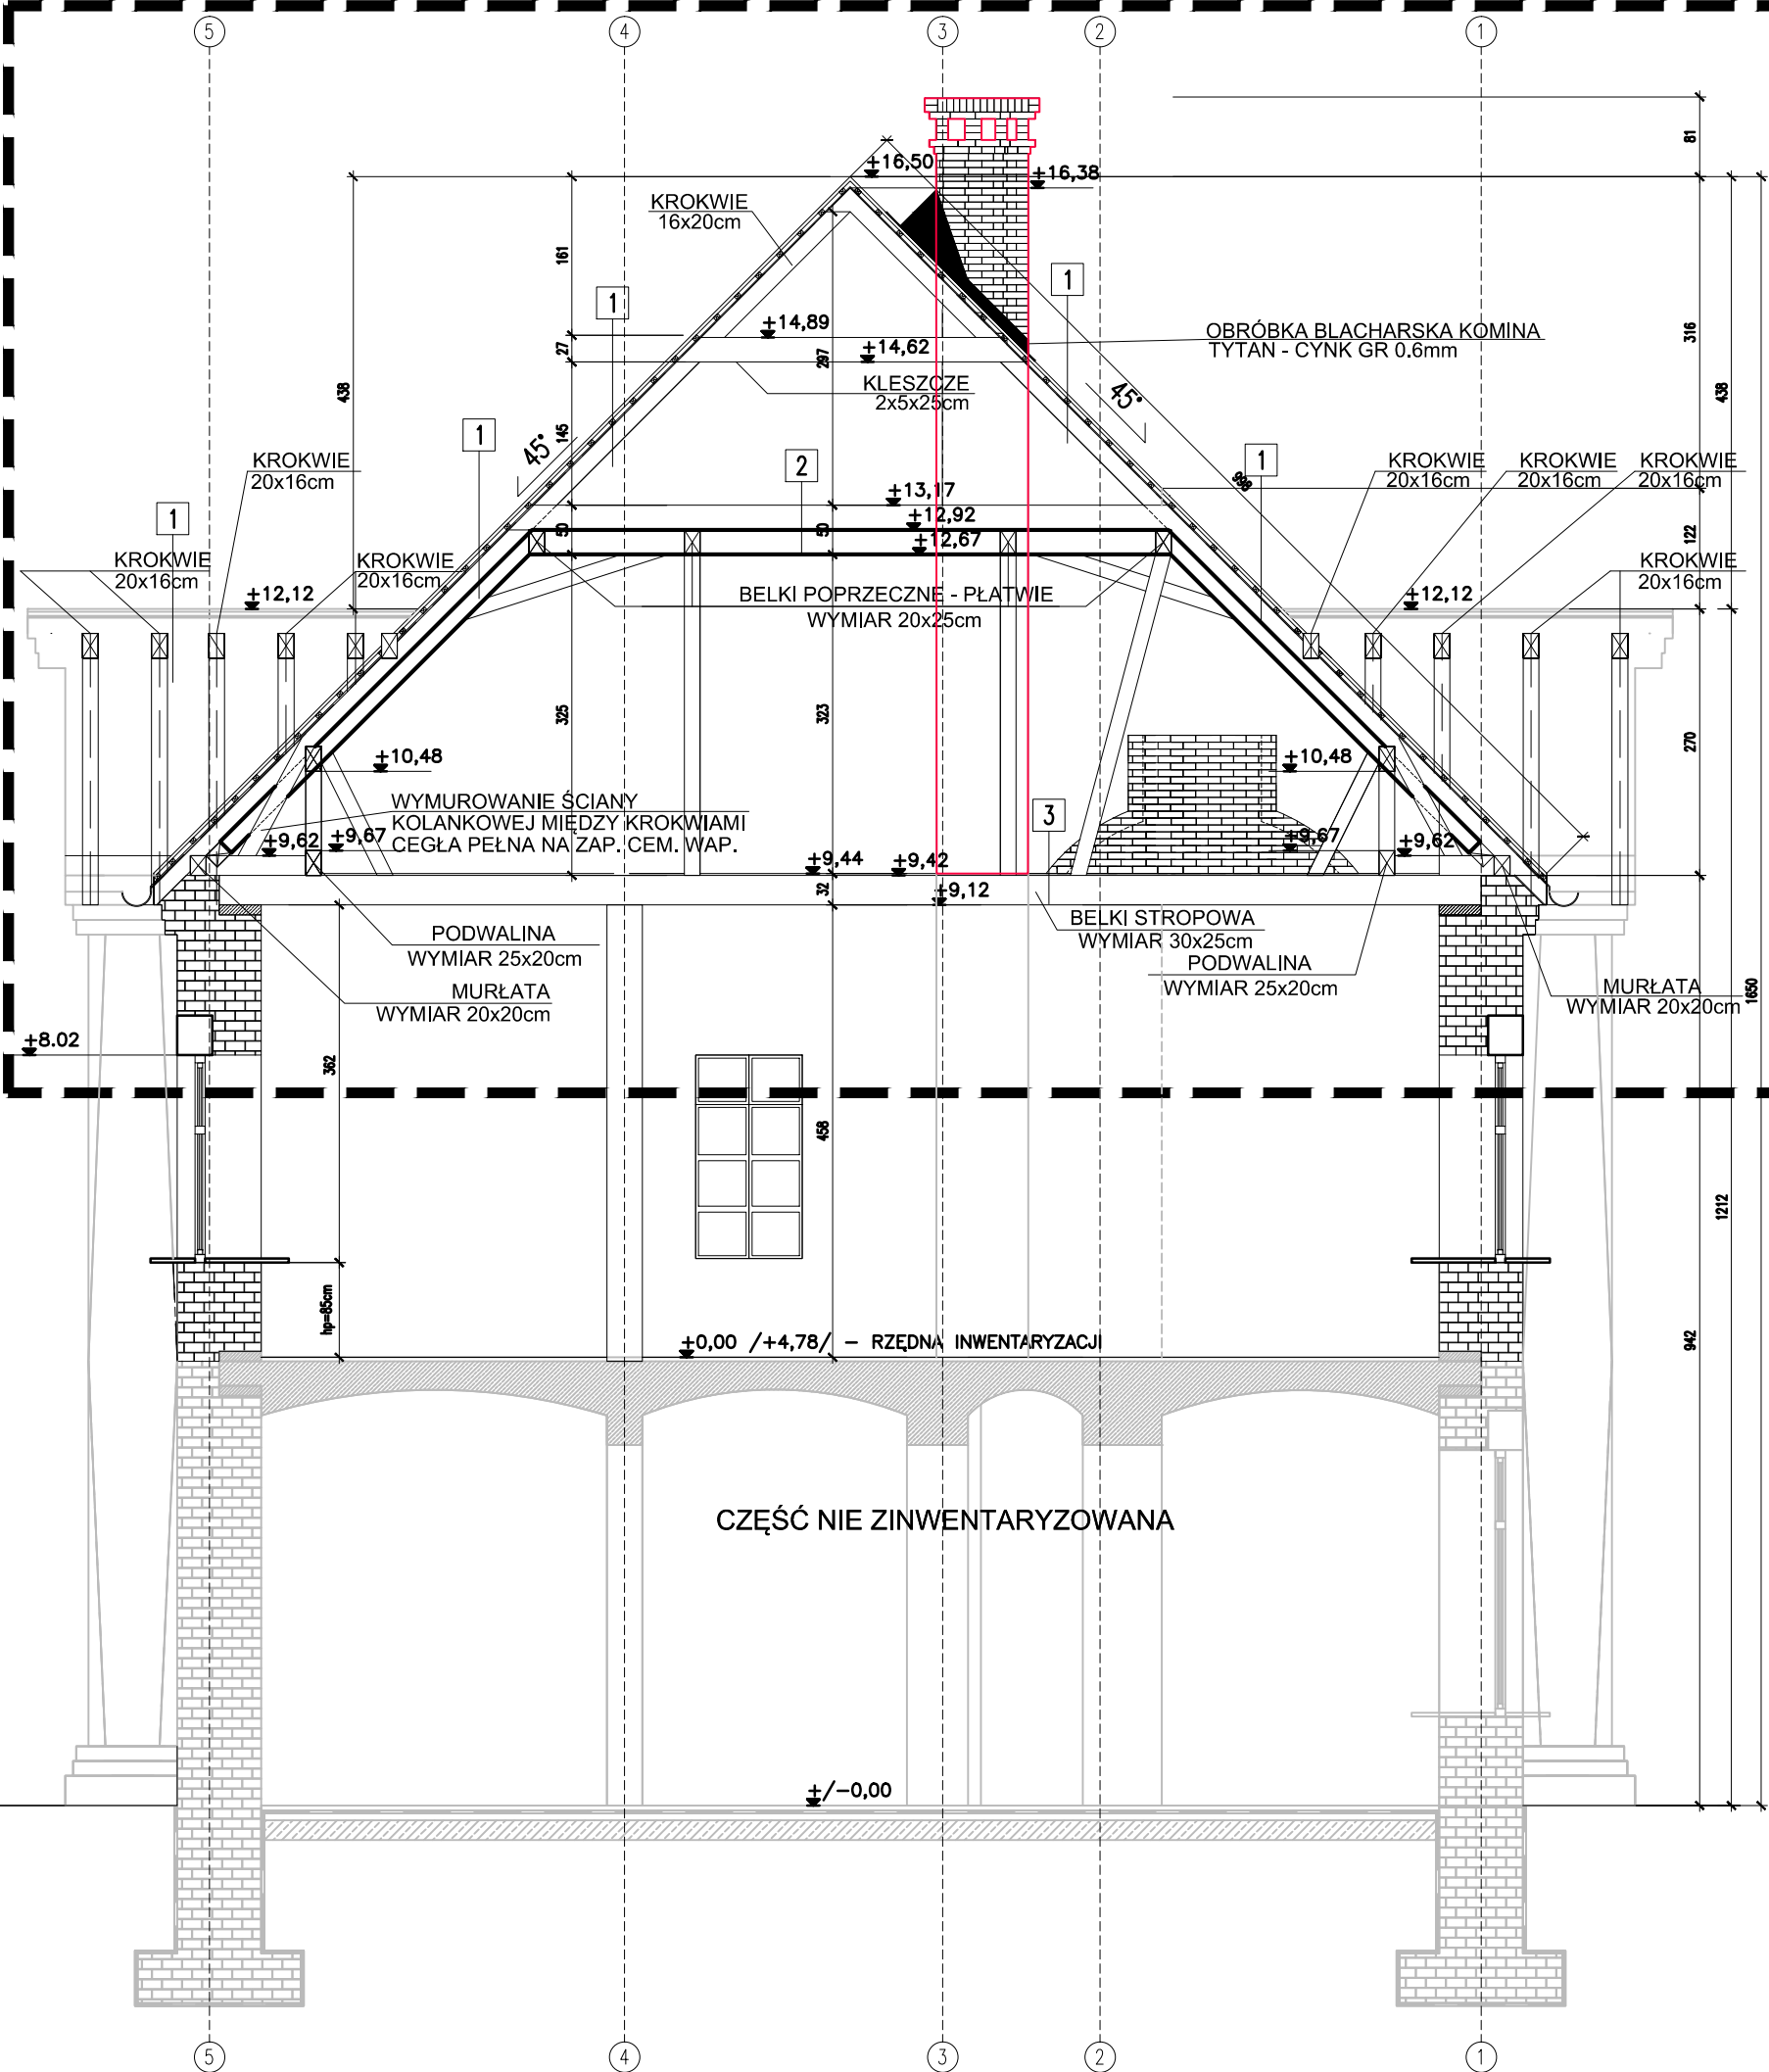 5 4 3 2 1
81
+16,50
+16,38
KROKWIE
16x20cm
161
1
1
+14,89
OBRÓBKA BLACHARSKA KOMINA
TYTAN - CYNK GR 0.6mm
316
27
297
+14,62
KLESZCZE
2x5x25cm
438
45°
438
145
1
45°
KROKWIE
20x16cm
2
998
1
KROKWIE
20x16cm
KROKWIE
20x16cm
KROKWIE
20x16cm
+13,17
1
50
50
+12,92
+12,67
122
KROKWIE
20x16cm
KROKWIE
20x16cm
KROKWIE
20x16cm
+12,12
BELKI POPRZECZNE - PŁATWIE
WYMIAR 20x25cm
+12,12
325
323
270
+10,48
+10,48
WYMUROWANIE ŚCIANY
KOLANKOWEJ MIĘDZY KROKWIAMI
CEGŁA PEŁNA NA ZAP. CEM. WAP.
3
+9,62
+9,67
+9,67
+9,62
+9,44
+9,42
32
+9,12
BELKI STROPOWA
WYMIAR 30x25cm
PODWALINA
WYMIAR 25x20cm
PODWALINA
WYMIAR 25x20cm
MURŁATA
WYMIAR 20x20cm
MURŁATA
WYMIAR 20x20cm
1650
+8.02
362
458
1212
hp=85cm
+0,00 /+4,78/ - RZĘDNA INWENTARYZACJI
942
CZĘŚĆ NIE ZINWENTARYZOWANA
+/-0,00
5 4 3 2 1